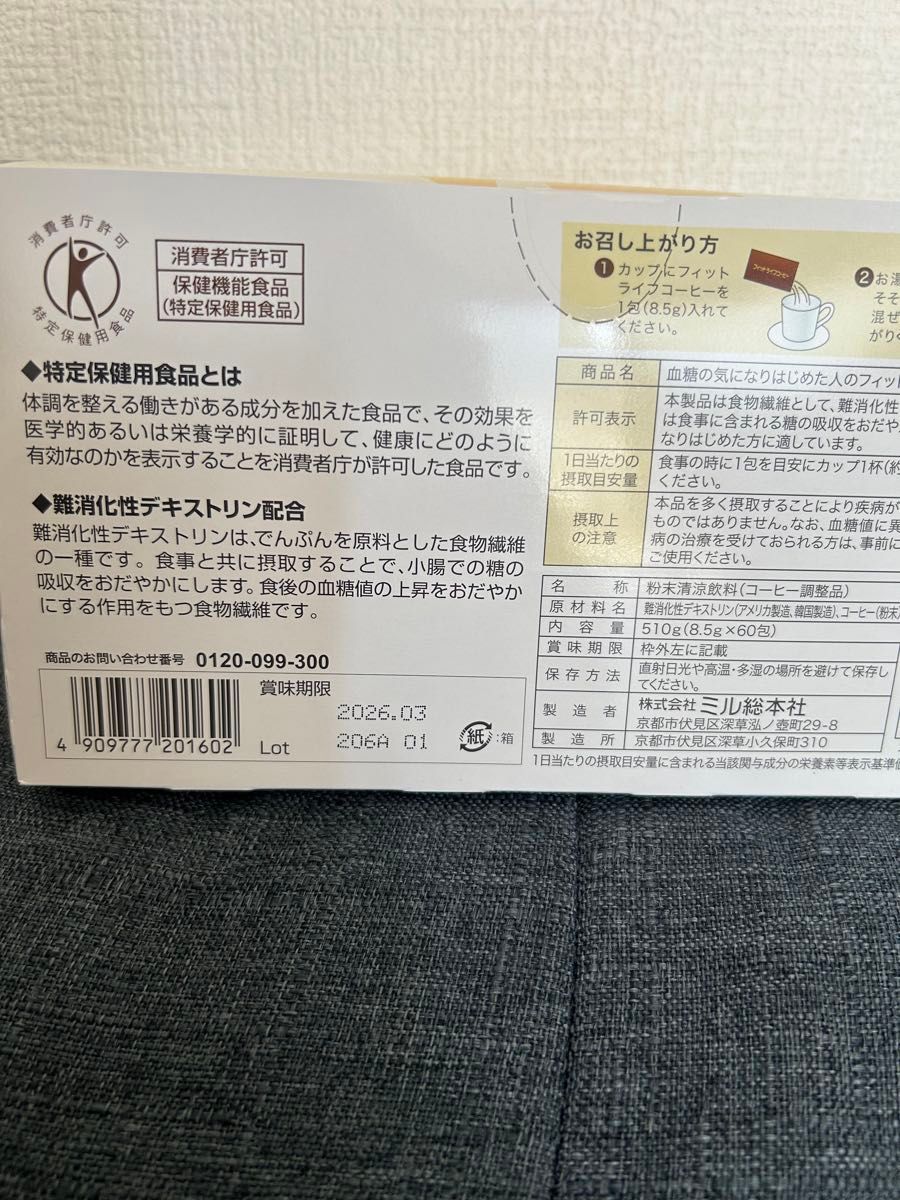 消費者庁許可
特定保健用食品
消費者庁許可
保健機能食品
(特定保健用食品)
◆特定保健用食品とは
体調を整える働きがある成分を加えた食品で、その効果を
医学的あるいは栄養学的に証明して、健康にどのように
有効なのかを表示することを消費者庁が許可した食品です。
◆難消化性デキストリン配合
難消化性デキストリンは、でんぷんを原料とした食物繊維
の一種です。食事と共に摂取することで、小腸での糖の
吸収をおだやかにします。食後の血糖値の上昇をおだやか
にする作用をもつ食物繊維です。
商品のお問い合わせ番号 0120-099-300
4 909777 201602
賞味期限
2026.03
Lot 206A 01
紙 :箱
お召し上がり方
1 カップにフィット
ライフコーヒーを
1包(8.5g)入れて
ください。
フィットライフコーヒー
2 お湯
そそ
混ぜ
がり
商品名 血糖の気になりはじめた人のフィッ
許可表示 本製品は食物繊維として、難消化性
は食事に含まれる糖の吸収をおだや
なりはじめた方に適しています。
1日当たりの
摂取目安量
食事の時に1包を目安にカップ1杯(約
ください。
摂取上
の注意
本品を多く摂取することにより疾病が
ものではありません。なお、血糖値に異
病の治療を受けておられる方は、事前に
ご使用ください。
名称 粉末清涼飲料(コーヒー調整品)
原材料名 難消化性デキストリン(アメリカ製造、韓国製造)、コーヒー(粉末)
内容量 510g(8.5g×60包)
賞味期限 枠外左に記載
保存方法 直射日光や高温・多湿の場所を避けて保存し
てください。
製造者 株式会社 ミル総本社
京都市伏見区深草泓ノ壺町29-8
製造所 京都市伏見区深草小久保町310
1日当たりの摂取目安量に含まれる当該関与成分の栄養素等表示基準値